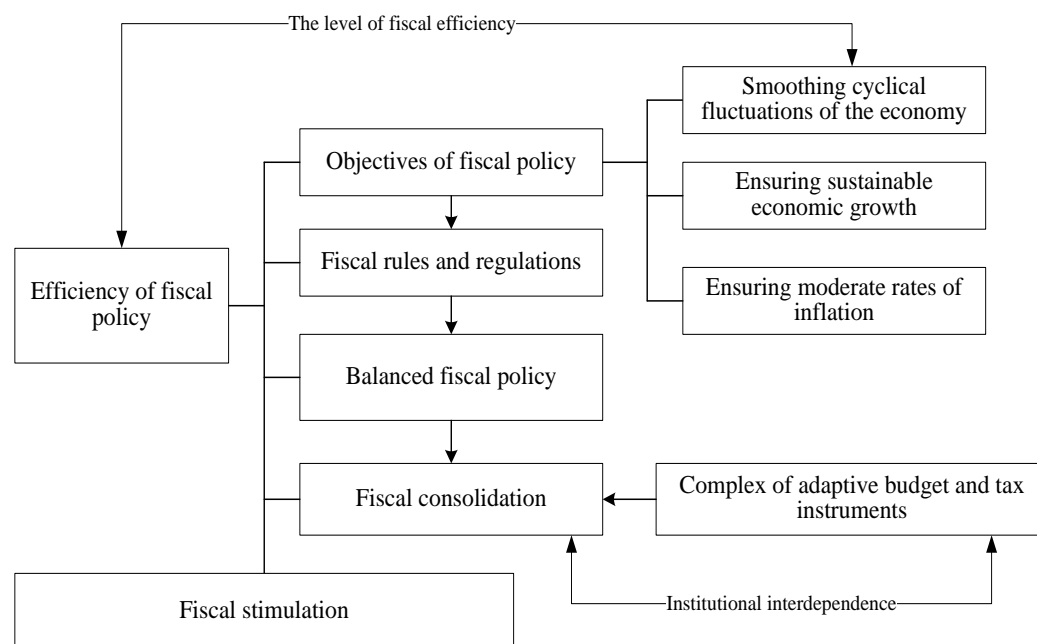 The level of fiscal efficiency
Smoothing cyclical
fluctuations of the economy
Objectives of fiscal policy
Ensuring sustainable
economic growth
Fiscal rules and regulations
Efficiency of fiscal
policy
Ensuring moderate rates of
inflation
Balanced fiscal policy
Fiscal consolidation
Complex of adaptive budget and tax
instruments
Fiscal stimulation
Institutional interdependence